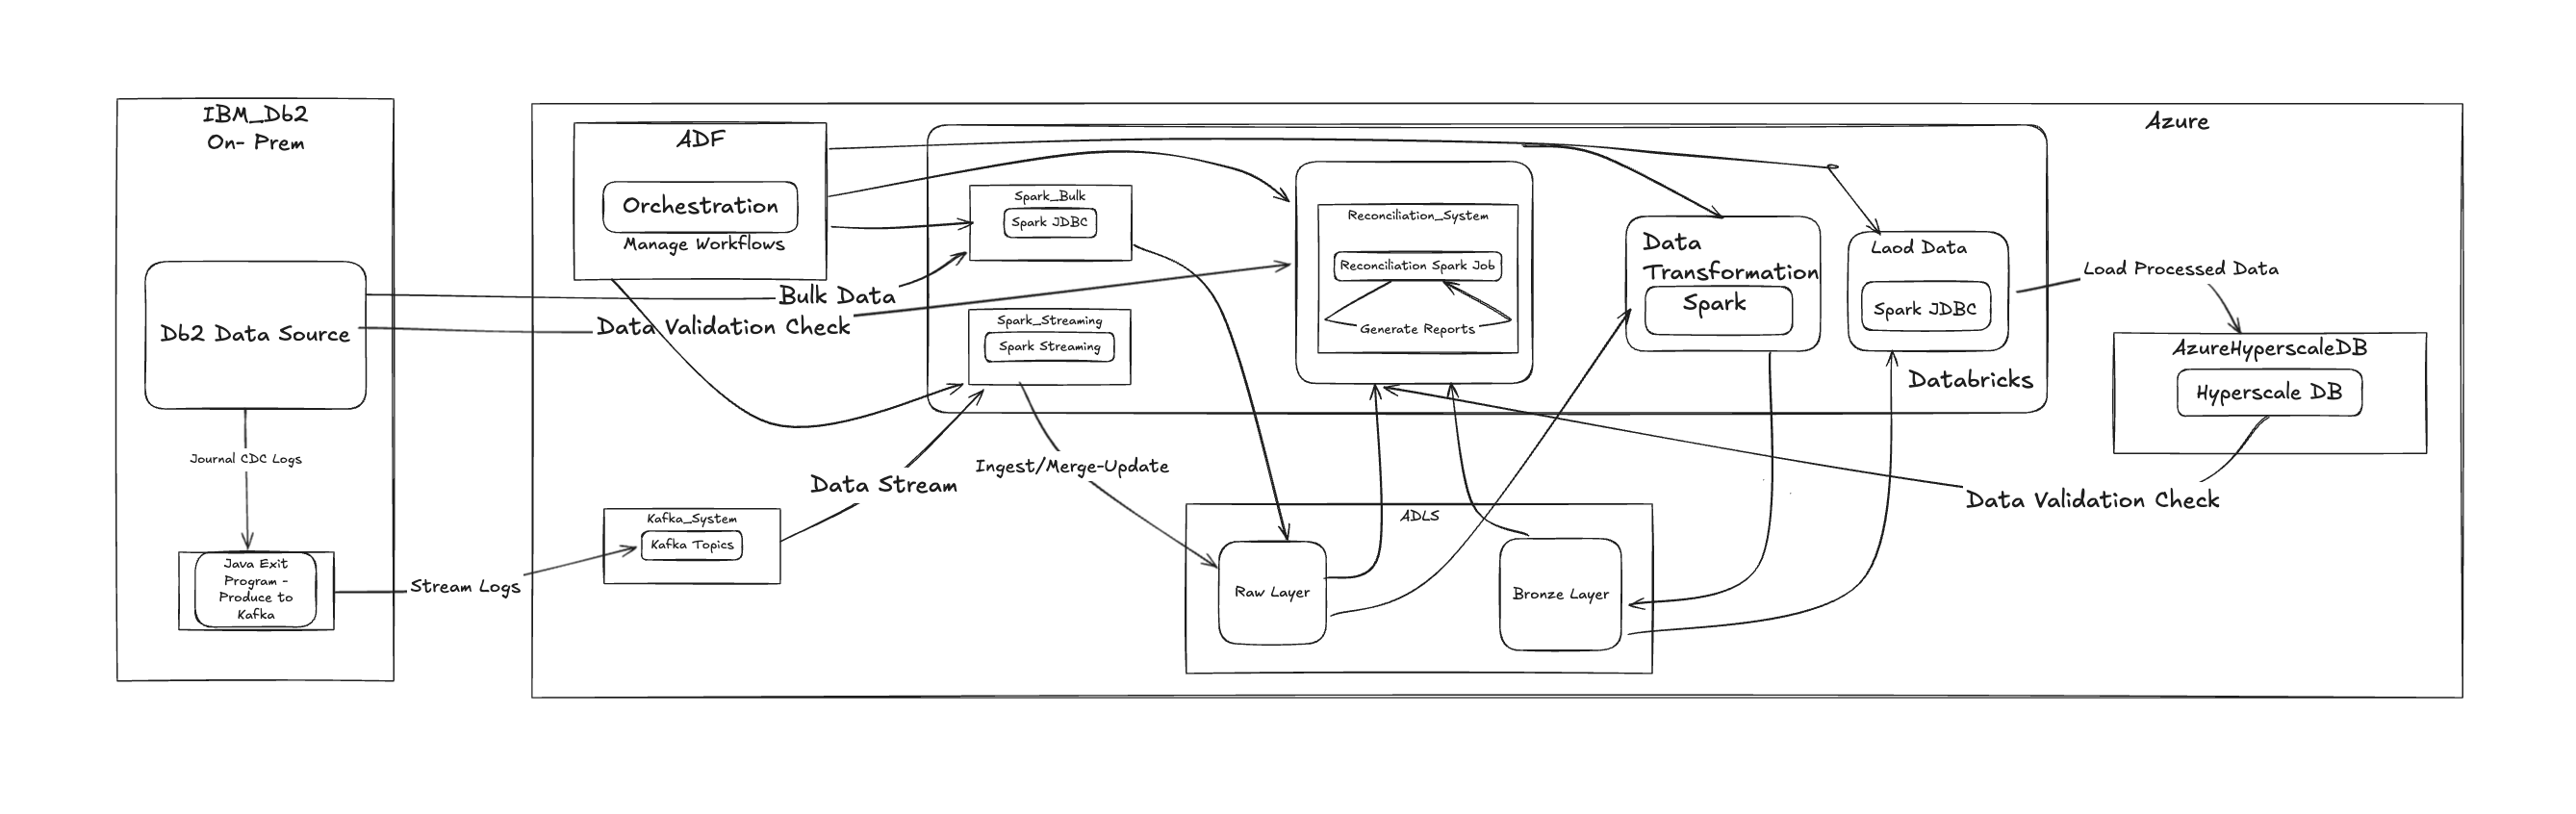 IBM_Db2
On- Prem
Db2 Data Source
Journal CDC Logs
Java Exit
Program -
Produce to
Kafka
Stream Logs
Azure
ADF
Orchestration
Manage Workflows
Bulk Data
Data Validation Check
Kafka_System
Kafka Topics
Data Stream
Spark_Bulk
Spark JDBC
Spark_Streaming
Spark Streaming
Ingest/Merge-Update
Reconciliation_System
Reconciliation Spark Job
Generate Reports
Data
Transformation
Spark
Laod Data
Spark JDBC
Databricks
Load Processed Data
AzureHyperscaleDB
Hyperscale DB
Data Validation Check
ADLS
Raw Layer
Bronze Layer